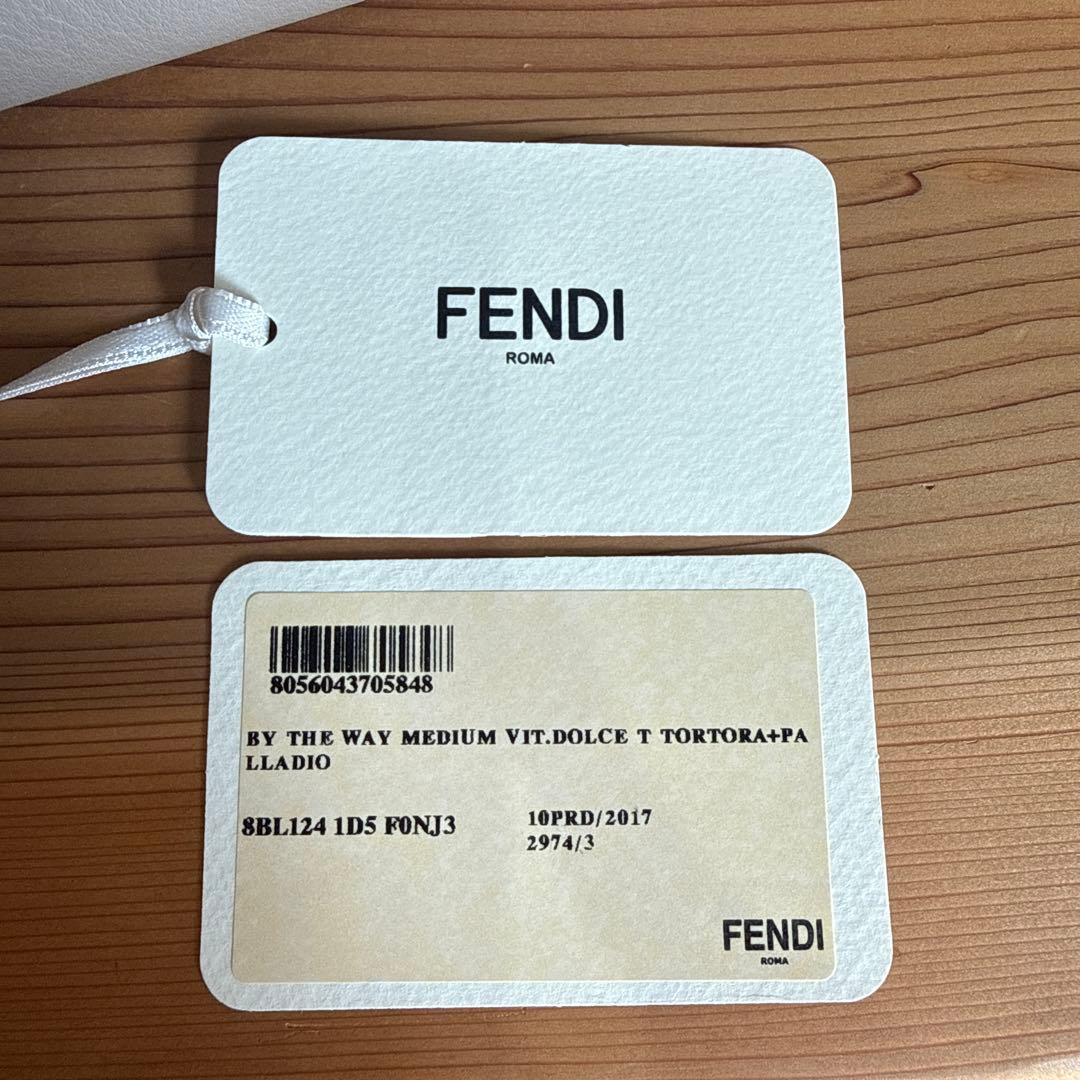 FENDI
ROMA
8056043705848
BY THE WAY MEDIUM VIT.DOLCE T TORTORA+PA
LLADIO
8BL124 1D5 F0NJ3
10PRD/2017
2974/3
FENDI
ROMA